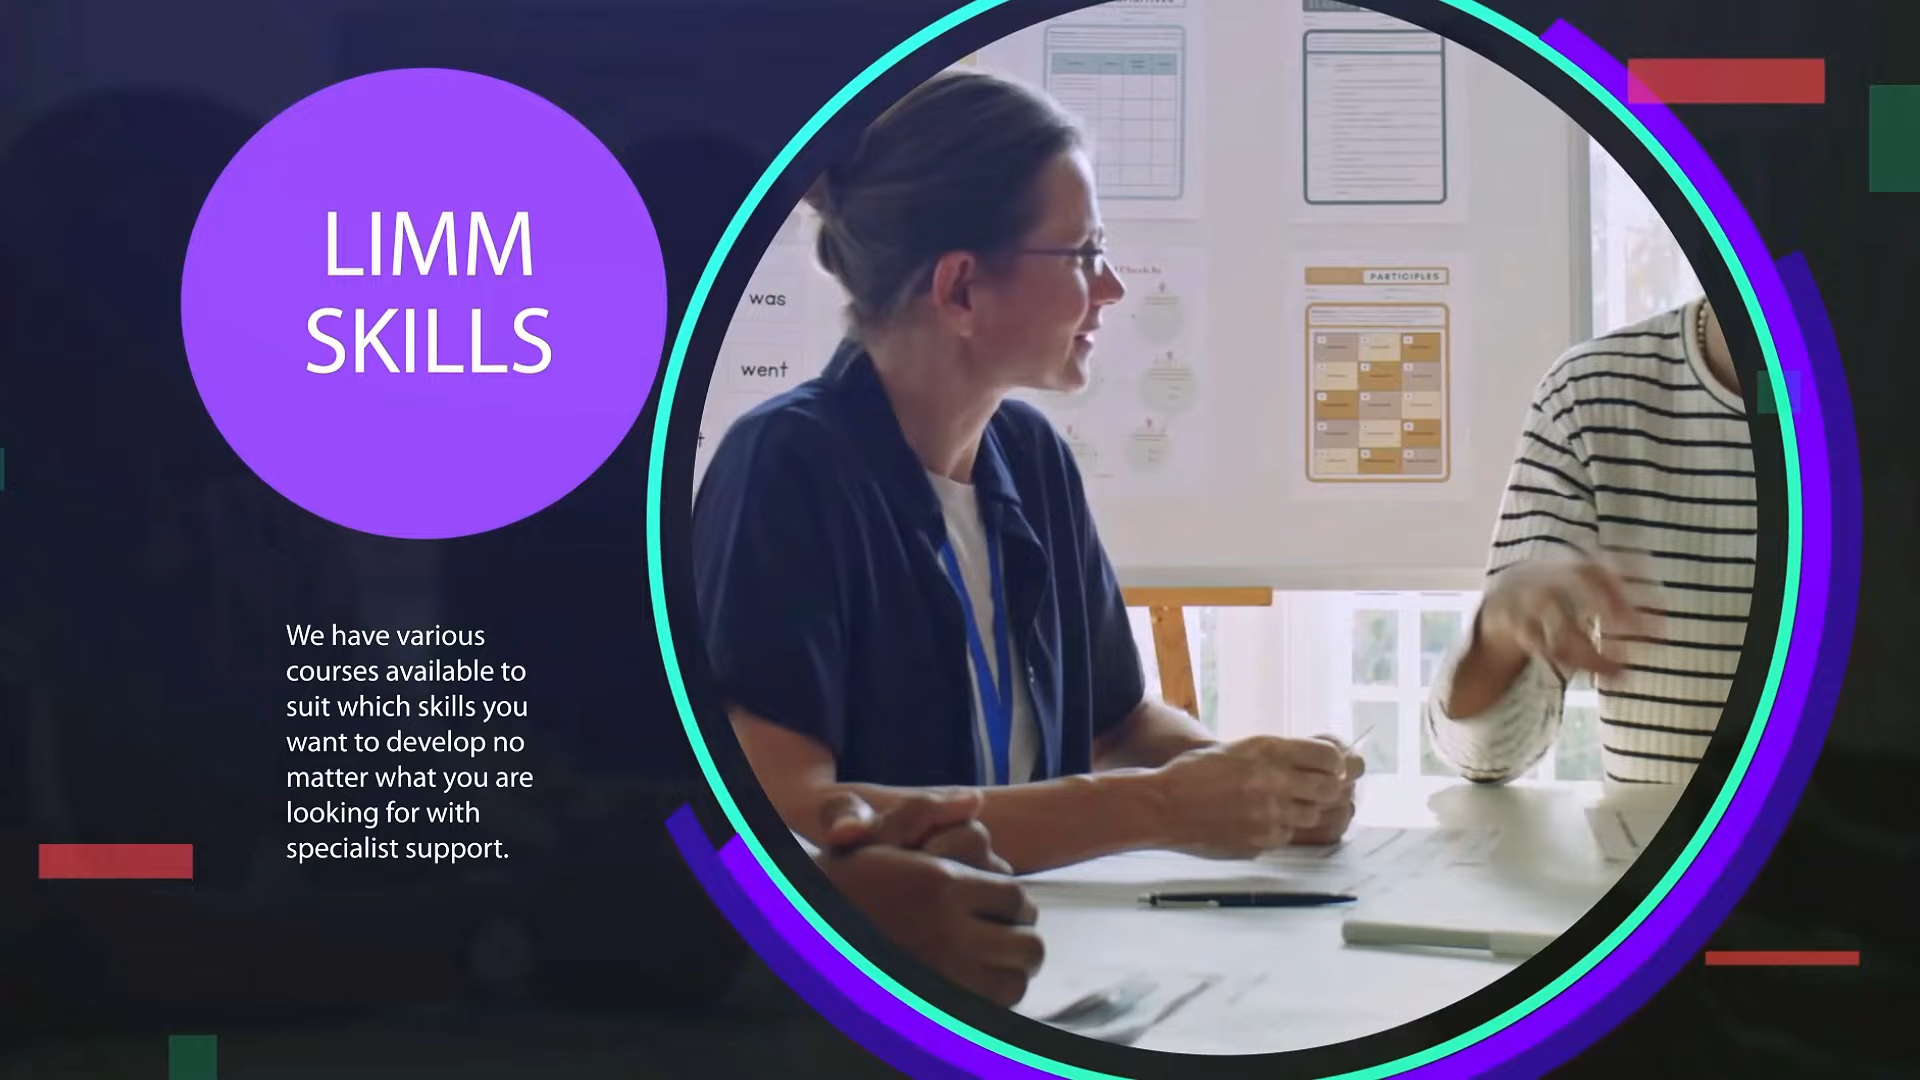 LIMM
SKILLS
We have various
courses available to
suit which skills you
want to develop no
matter what you are
looking for with
specialist support.
was
went
PARTICIPLES